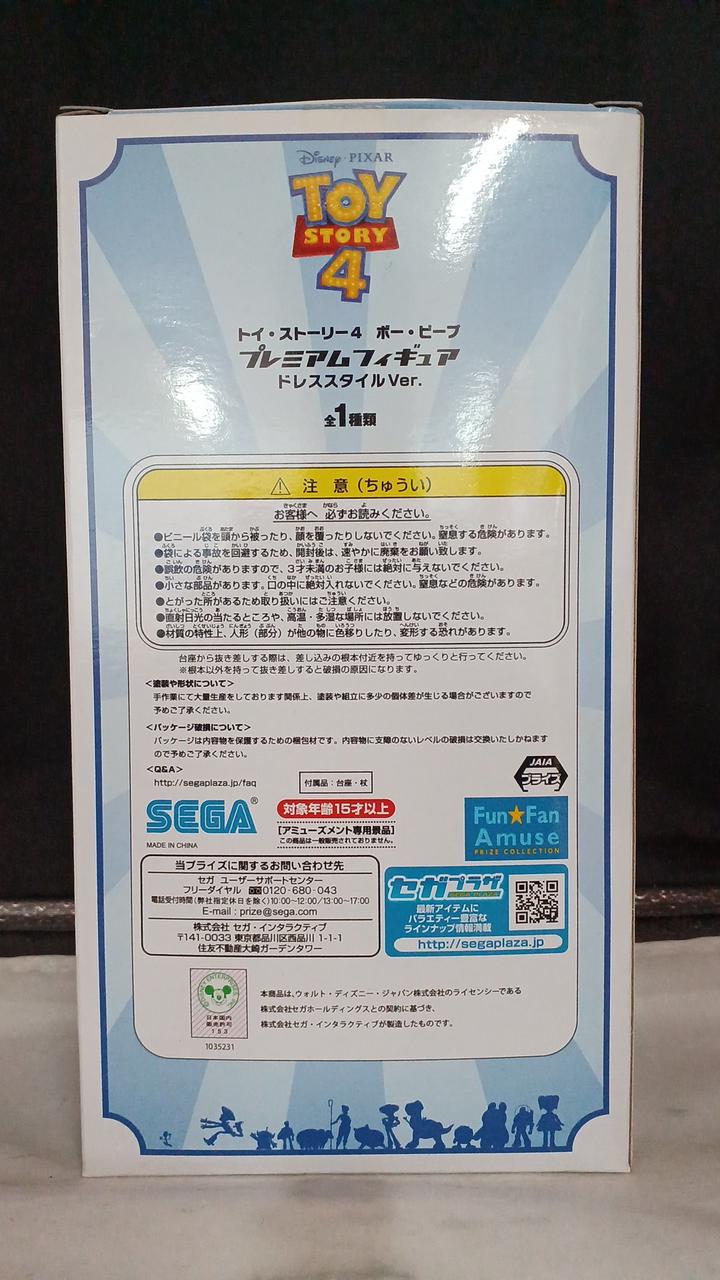 Disney · PIXAR
TOY
STORY
4
トイ・ストーリー4 ボー・ピープ
プレミアムフィギュア
ドレススタイルVer.
全1種類
⚠ 注 意（ちゅうい）
お客様へ 必ずお読みください。
●ビニール袋を頭から被ったり、顔を覆ったりしないでください。窒息する危険があります。
●袋による事故を回避するため、開封後は、速やかに廃棄をお願い致します。
●誤飲の危険がありますので、3才未満のお子様には絶対に与えないでください。
●小さな部品があります。口の中に絶対入れないでください。窒息などの危険があります。
●とがった所があるため取り扱いにはご注意ください。
●直射日光の当たるところや、高温・多湿な場所には放置しないでください。
●材質の特性上、人形（部分）が他の物に色移りしたり、変形する恐れがあります。
台座から抜き差しする際は、差し込みの根本付近を持ってゆっくりと行ってください。
※根本以外を持って抜き差しすると破損の原因になります。
＜塗装や形状について＞
手作業にて大量生産をしております関係上、塗装や組立に多少の個体差が生じる場合がございますので
予めご了承ください。
＜パッケージ破損について＞
パッケージは内容物を保護するための梱包材です。内容物に支障のないレベルの破損は交換いたしかねます
ので予めご了承ください。
＜Q&A＞
http://segaplaza.jp/faq
付属品：台座・杖
JAIA
プライズ
SEGA®
MADE IN CHINA
対象年齢15才以上
［アミューズメント専用景品］
この商品は一般販売されておりません。
Fun★Fan
Amuse
PRIZE COLLECTION
当プライズに関するお問い合わせ先
セガ ユーザーサポートセンター
フリーダイヤル 0120-680-043
電話受付時間（弊社指定休日を除く）10:00〜12:00/13:00〜17:00
E-mail : prize@sega.com
株式会社 セガ・インタラクティブ
〒141-0033 東京都品川区西品川 1-1-1
住友不動産大崎ガーデンタワー
セガプラザ
SEGA PLAZA
最新アイテムに
バラエティー豊富な
ラインナップ情報満載
http://segaplaza.jp
日本国内
販売許可
153
1035231
本商品は、ウォルト・ディズニー・ジャパン株式会社のライセンシーである
株式会社セガホールディングスとの契約に基づき、
株式会社セガ・インタラクティブが製造したものです。